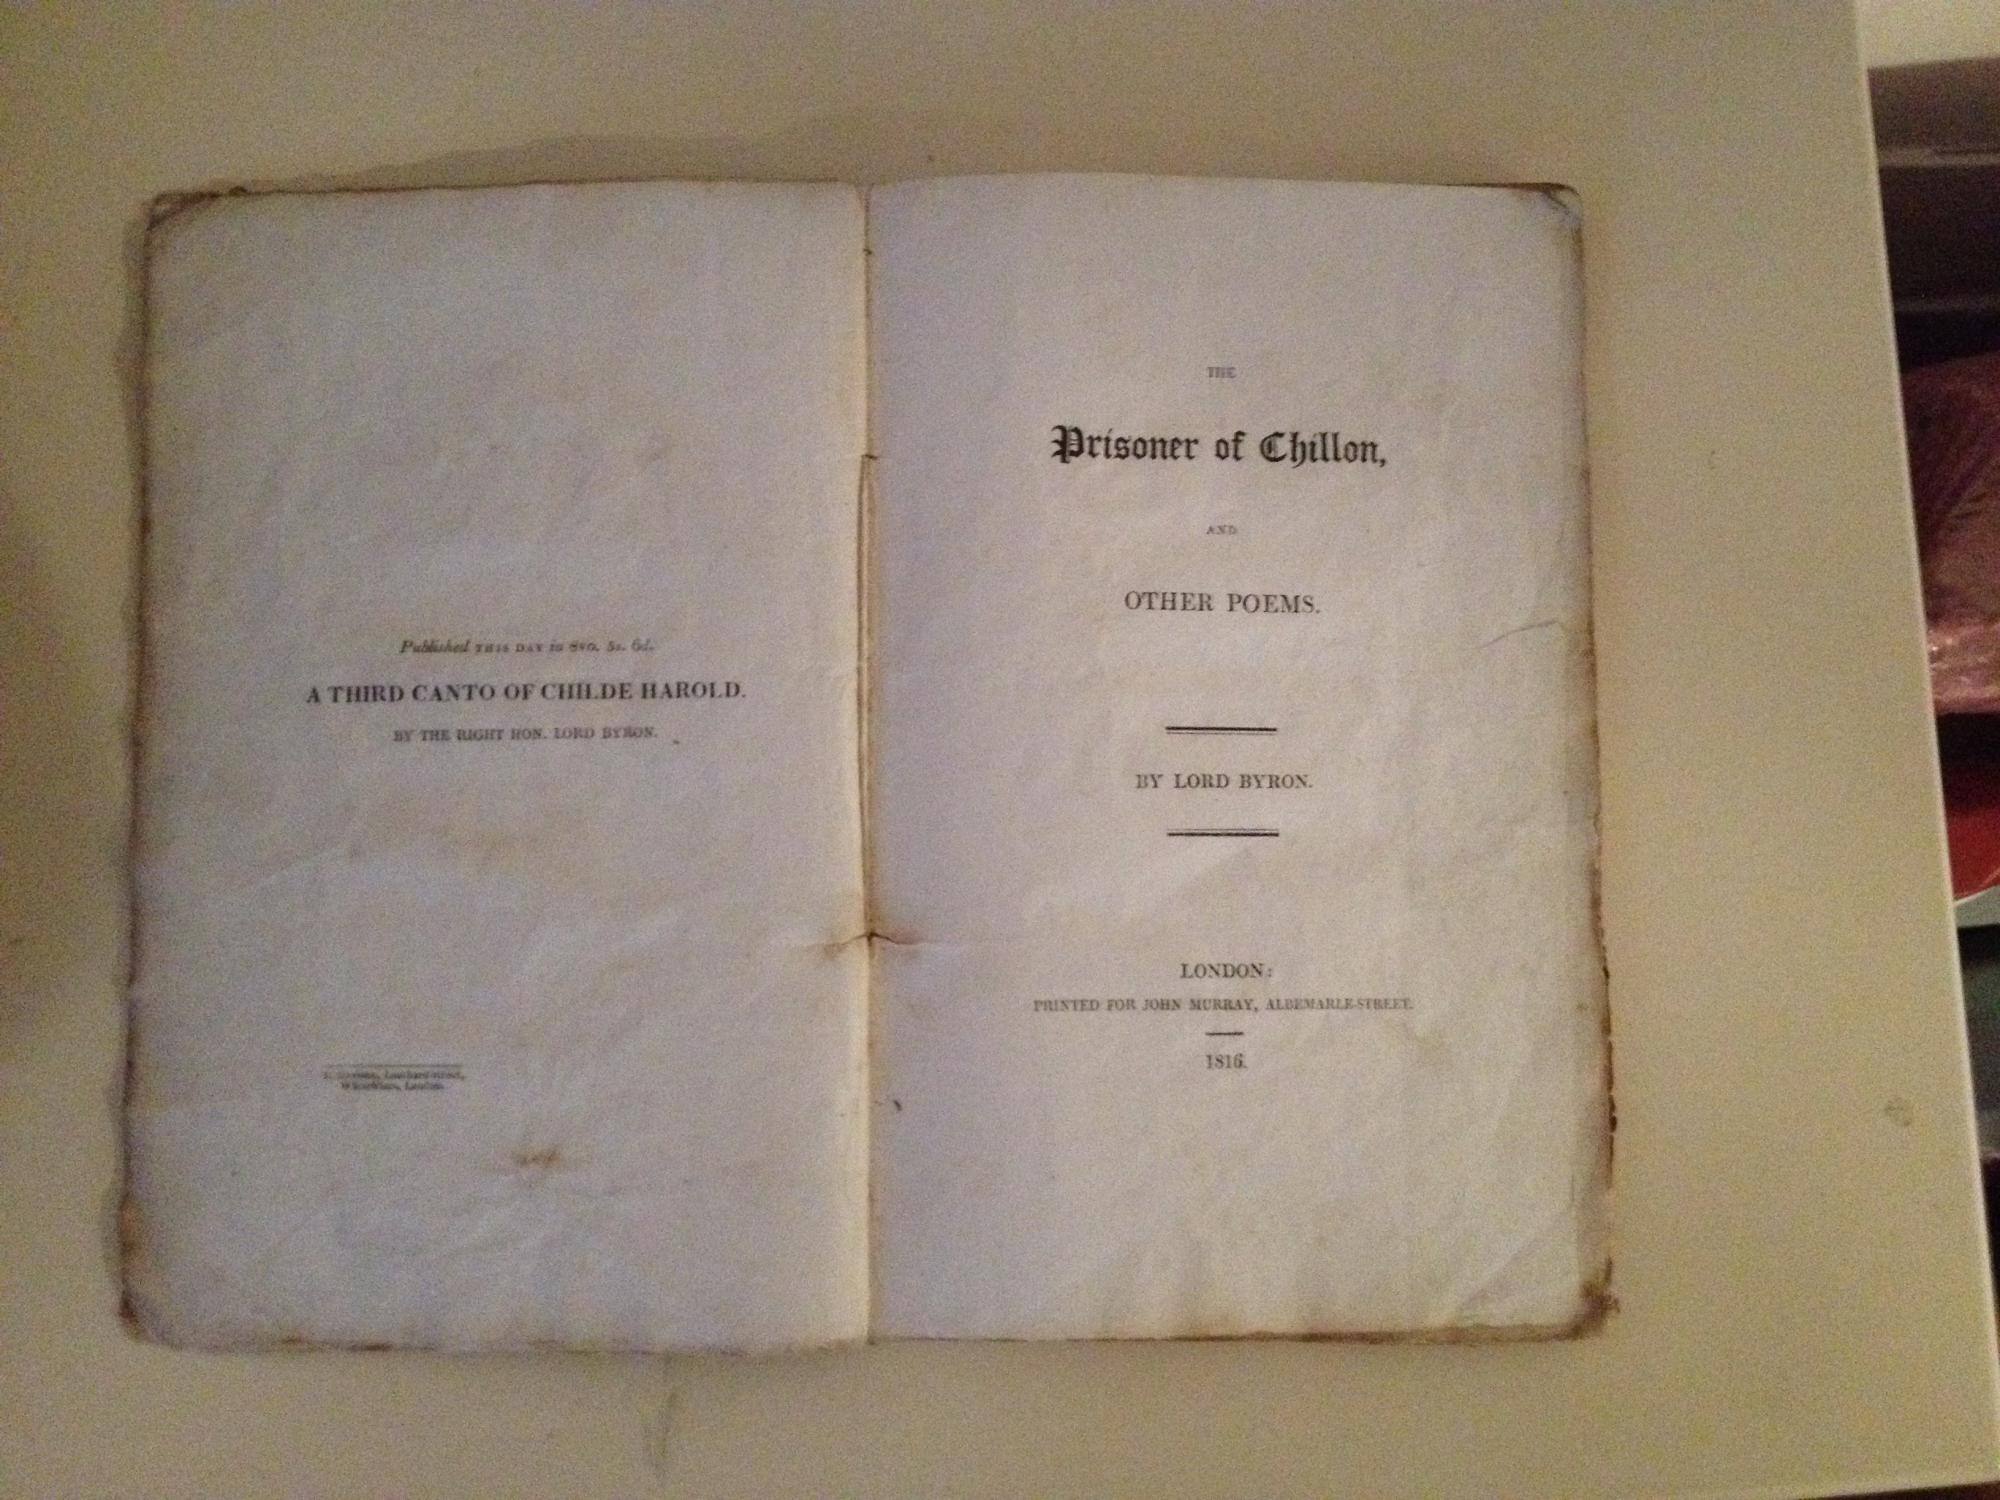 Published THIS DAY in 8vo. 5s. 6d.
A THIRD CANTO OF CHILDE HAROLD.
BY THE RIGHT HON. LORD BYRON.
London.
THE
Prisoner of Chillon,
AND
OTHER POEMS.
BY LORD BYRON.
LONDON:
PRINTED FOR JOHN MURRAY, ALBEMARLE-STREET.
1816.